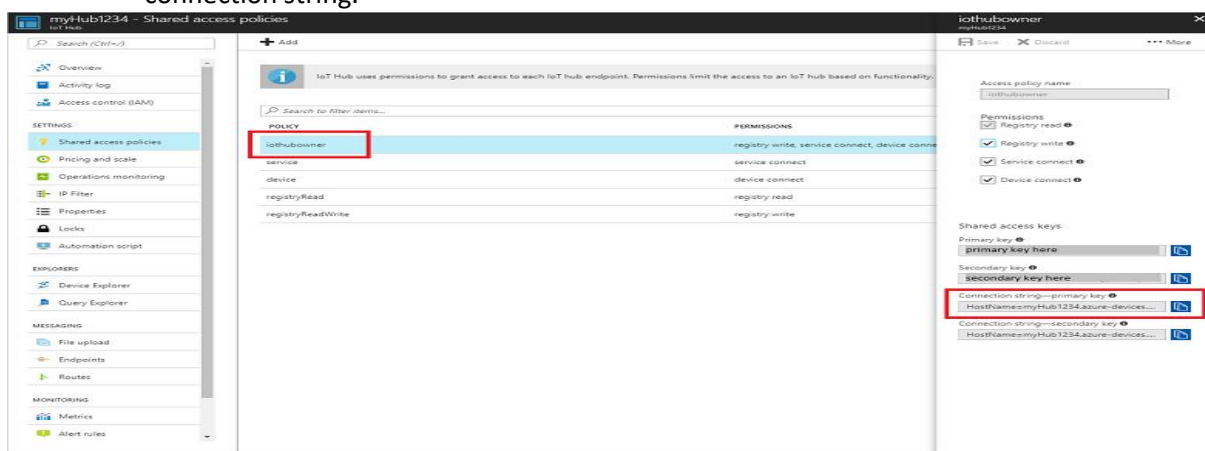 connection string.
myHub1234 - Shared access policies
IoT Hub
Search (Ctrl+/)
Overview
Activity log
Access control (IAM)
SETTINGS
Shared access policies
Pricing and scale
Operations monitoring
IP Filter
Properties
Locks
Automation script
EXPLORERS
Device Explorer
Query Explorer
MESSAGING
File upload
Endpoints
Routes
MONITORING
Metrics
Alert rules
Add
IoT Hub uses permissions to grant access to each IoT hub endpoint. Permissions limit the access to an IoT hub based on functionality.
Search to filter items...
POLICY PERMISSIONS
iothubowner registry write, service connect, device conne
service service connect
device device connect
registryRead registry read
registryReadWrite registry write
iothubowner
myHub1234
Save Discard ••• More
Access policy name
iothubowner
Permissions
Registry read
Registry write
Service connect
Device connect
Shared access keys
Primary key
primary key here
Secondary key
secondary key here
Connection string—primary key
HostName=myHub1234.azure-devices....
Connection string—secondary key
HostName=myHub1234.azure-devices....